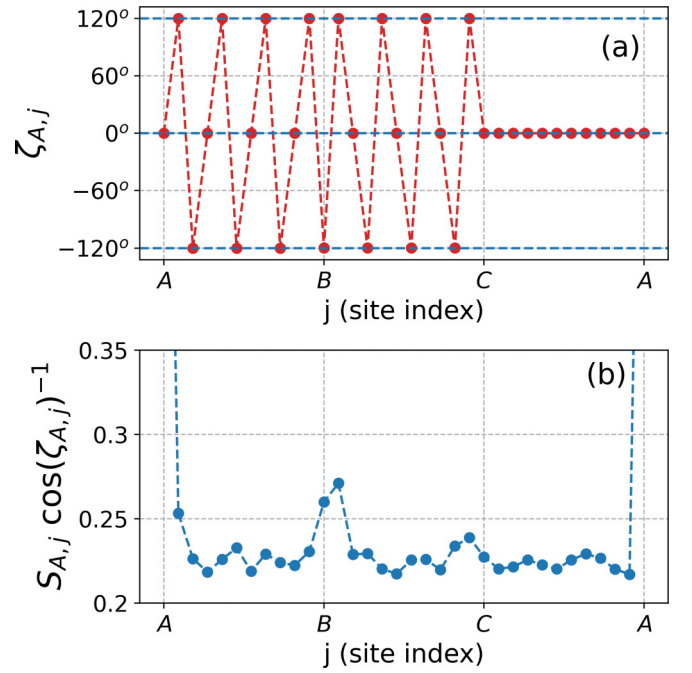 120°
(a)
60°
ζA,j
0°
−60°
−120°
A B C A
j (site index)
0.35
(b)
0.3
SA,j cos(ζA,j)−1
0.25
0.2
A B C A
j (site index)